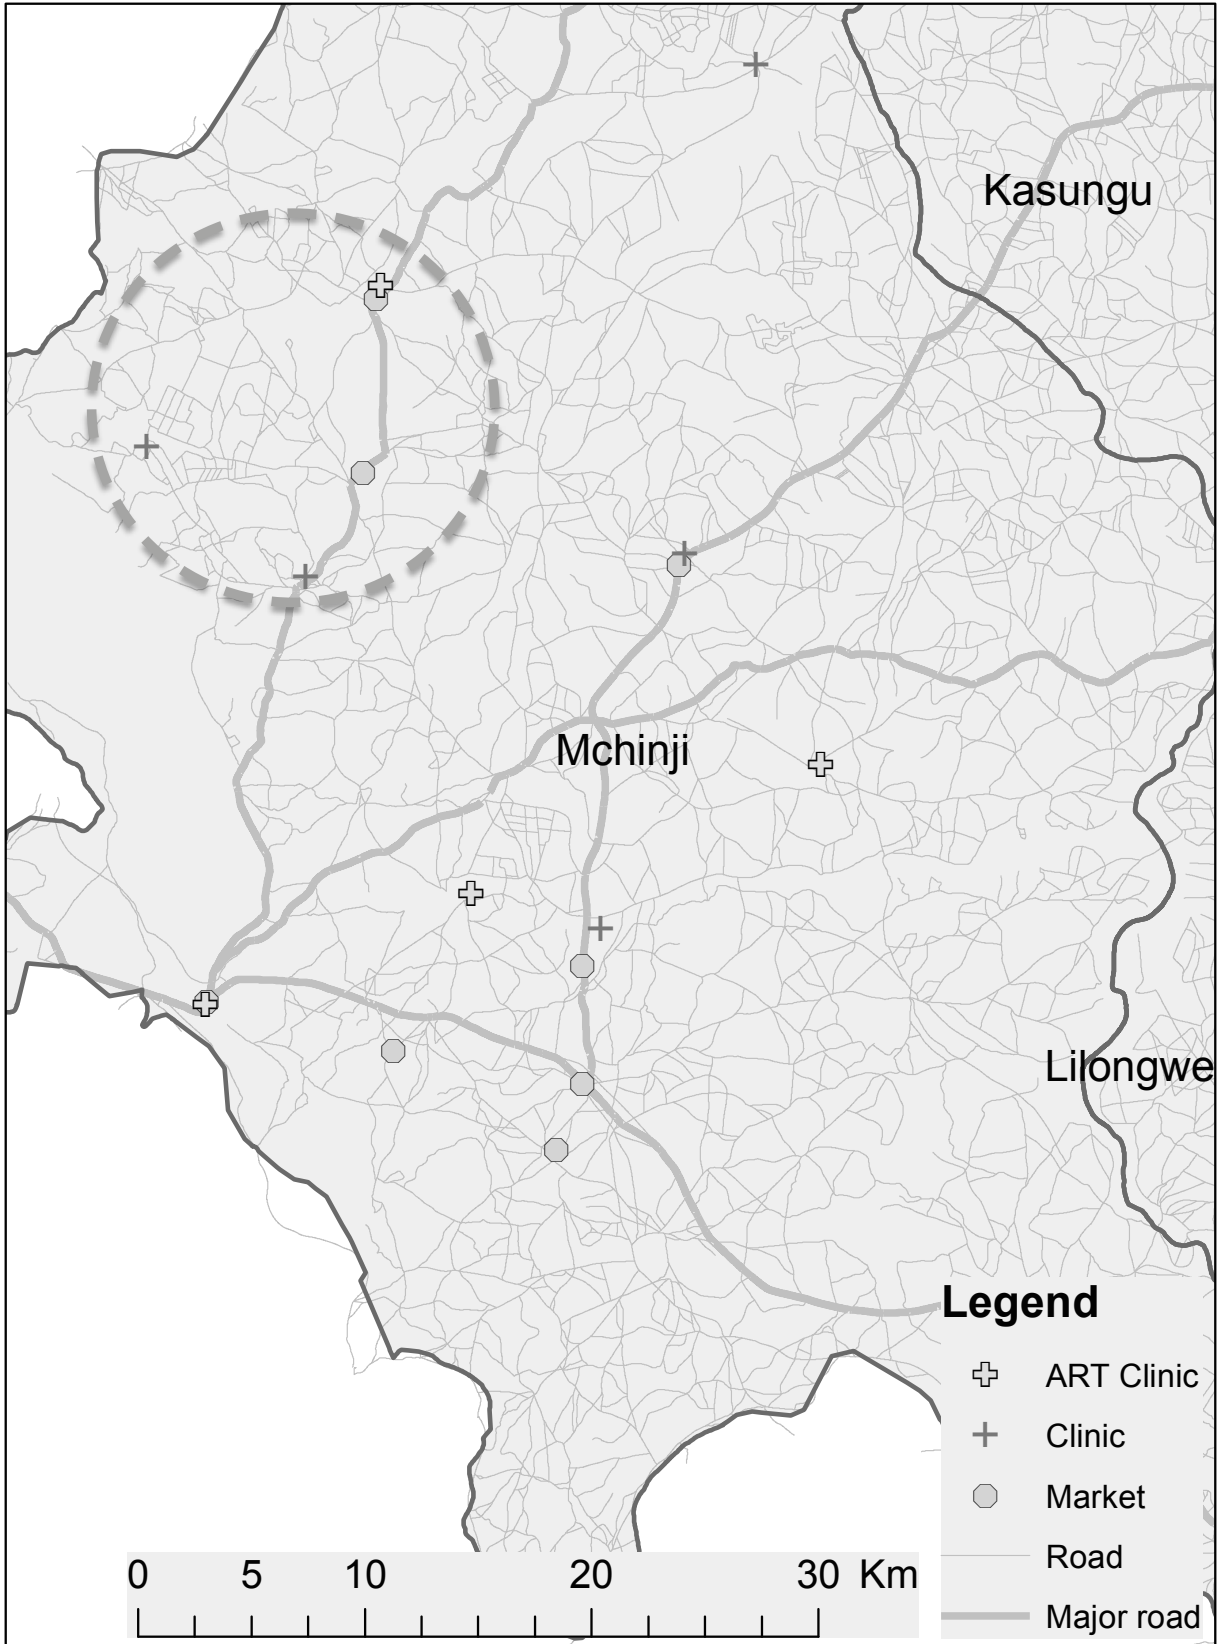 Kasungu
Mchinji
Lilongwe
Legend
ART Clinic
Clinic
Market
Road
Major road
0 5 10 20 30 Km